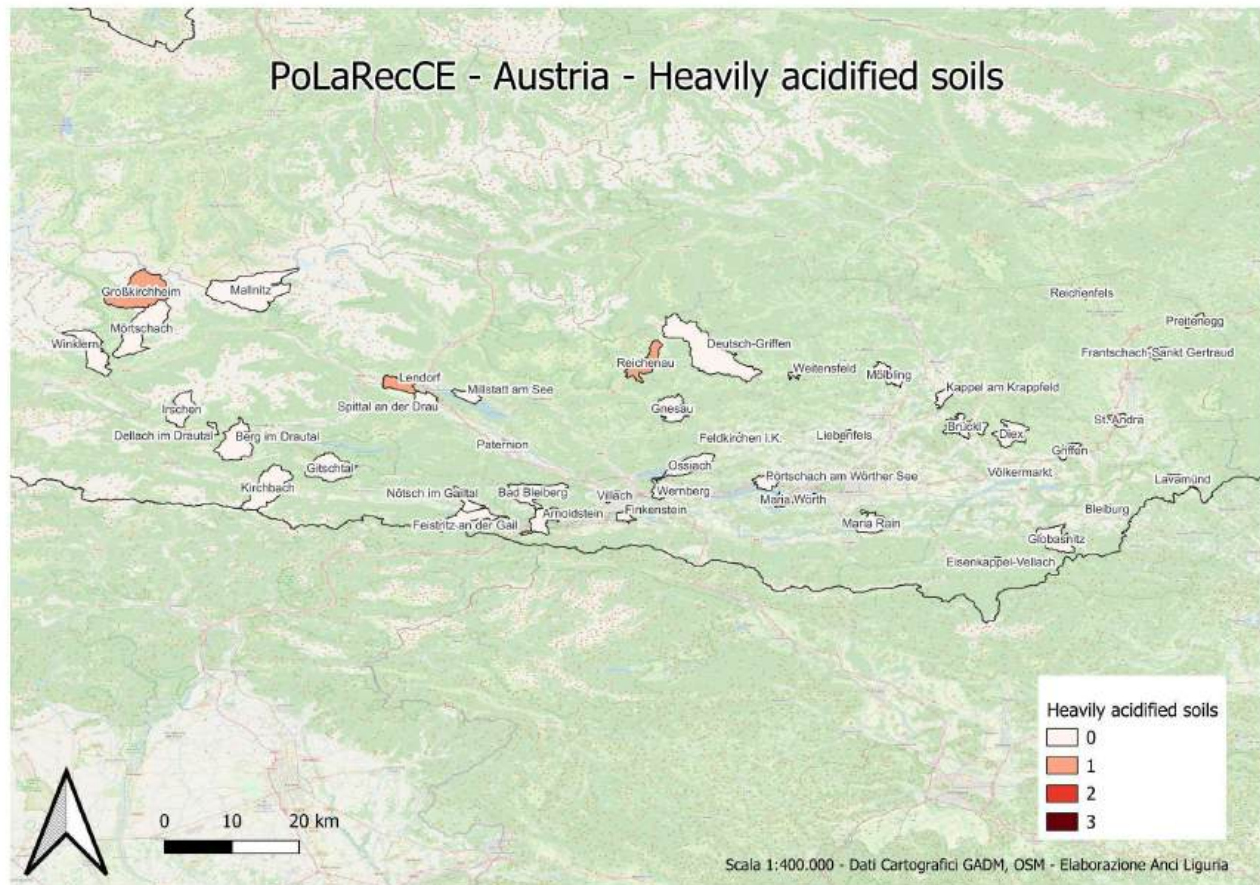 PoLaRecCE - Austria - Heavily acidified soils
Großkirchheim
Mallnitz
Reichenfels
Mörtschach
Winklern
Preitenegg
Deutsch-Griffen
Frantschach-Sankt Gertraud
Reichenau
Weitensfeld
Mölbling
Lendorf
Millstatt am See
Kappel am Krappfeld
Spittal an der Drau
Irschen
Gnesau
St. Andrä
Dellach im Drautal
Berg im Drautal
Feldkirchen i.K.
Liebenfels
Brückl
Diex
Paternion
Griffen
Gitschtal
Ossiach
Völkermarkt
Kirchbach
Pörtschach am Wörther See
Lavamünd
Nötsch im Gailtal
Bad Bleiberg
Villach
Wernberg
Maria Wörth
Bleiburg
Feistritz an der Gail
Arnoldstein
Finkenstein
Maria Rain
Globasnitz
Eisenkappel-Vellach
Heavily acidified soils
0
1
2
3
0 10 20 km
Scala 1:400.000 - Dati Cartografici GADM, OSM - Elaborazione Anci Liguria